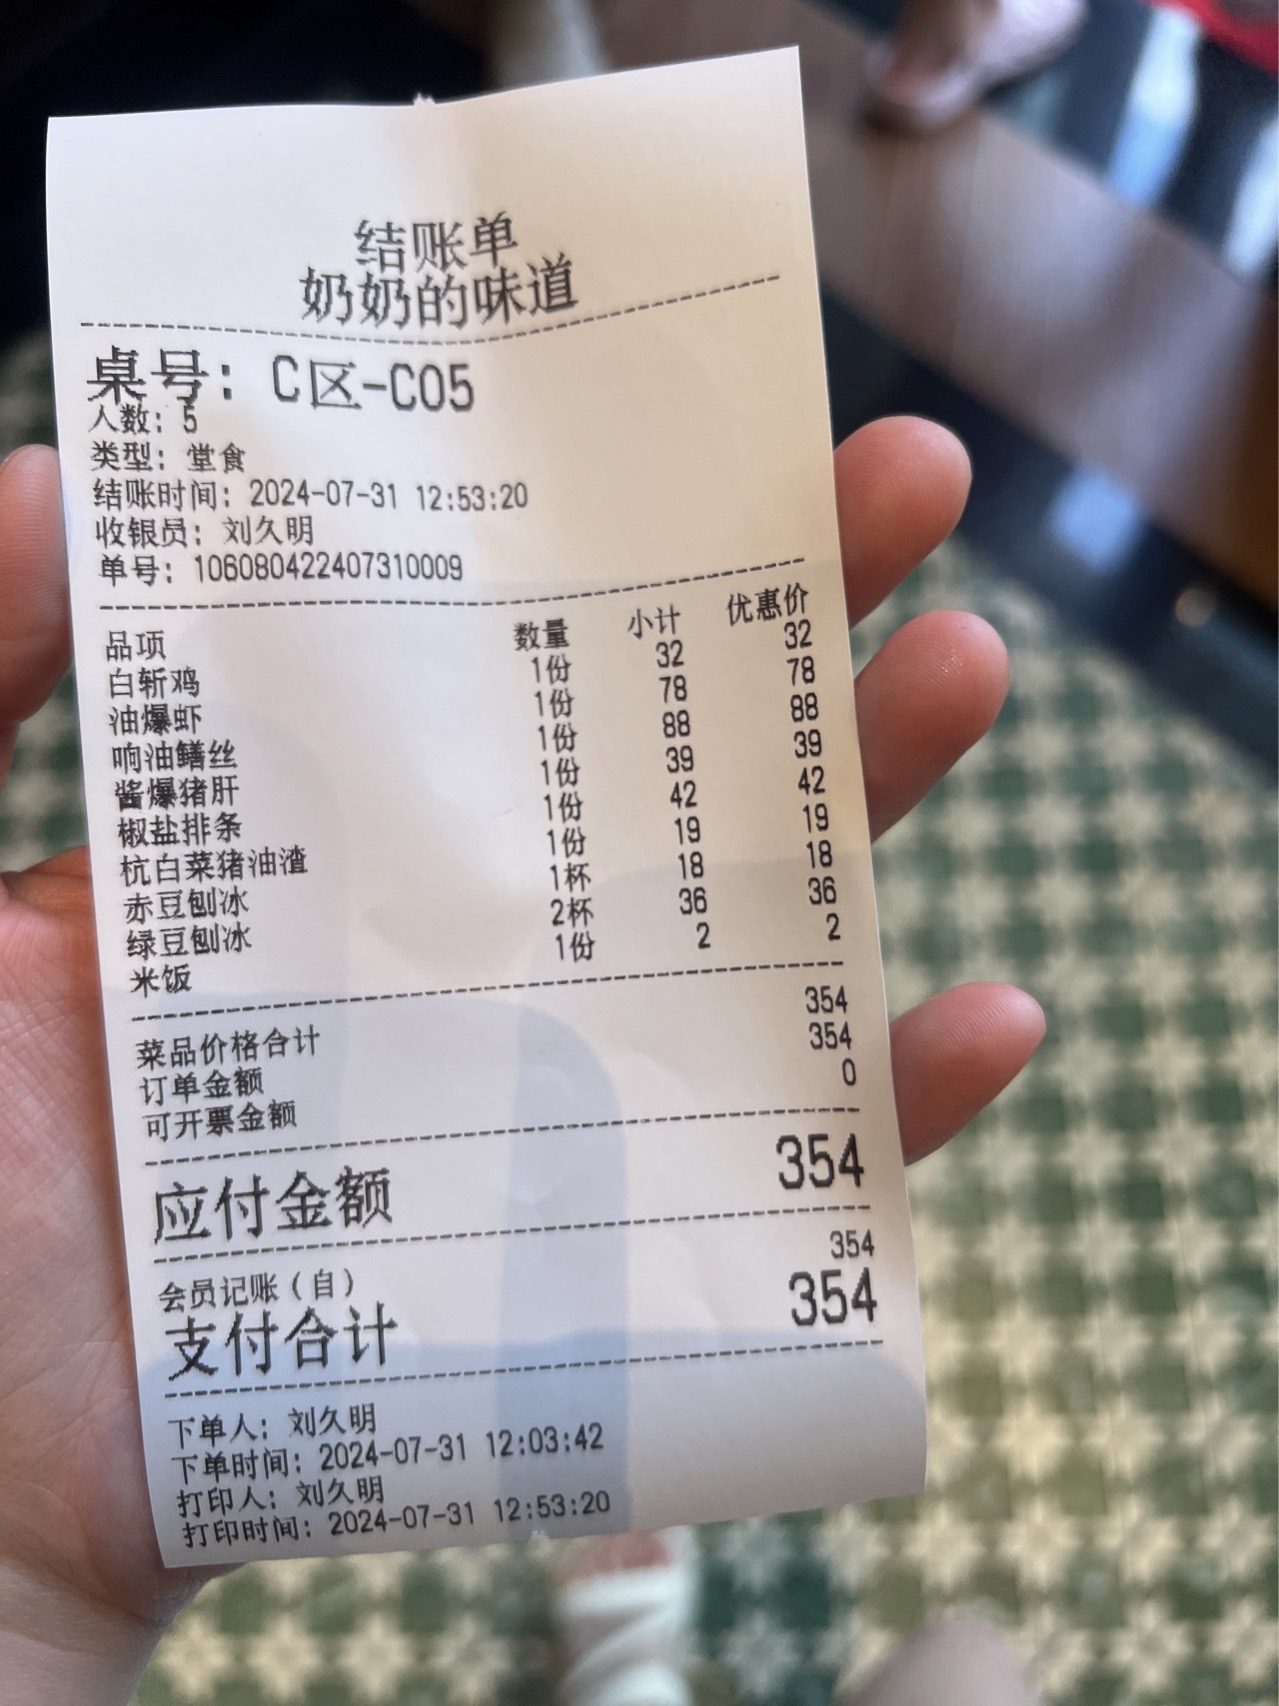 结账单
奶奶的味道
桌号：C区-C05
人数：5
类型：堂食
结账时间：2024-07-31 12:53:20
收银员：刘久明
单号：106080422407310009
品项 数量 小计 优惠价
白斩鸡 1份 32 32
油爆虾 1份 78 78
响油鳝丝 1份 88 88
酱爆猪肝 1份 39 39
椒盐排条 1份 42 42
杭白菜猪油渣 1份 19 19
赤豆刨冰 1杯 18 18
绿豆刨冰 2杯 36 36
米饭 1份 2 2
菜品价格合计 354
订单金额 354
可开票金额 0
应付金额 354
会员记账（自） 354
支付合计 354
下单人：刘久明
下单时间：2024-07-31 12:03:42
打印人：刘久明
打印时间：2024-07-31 12:53:20